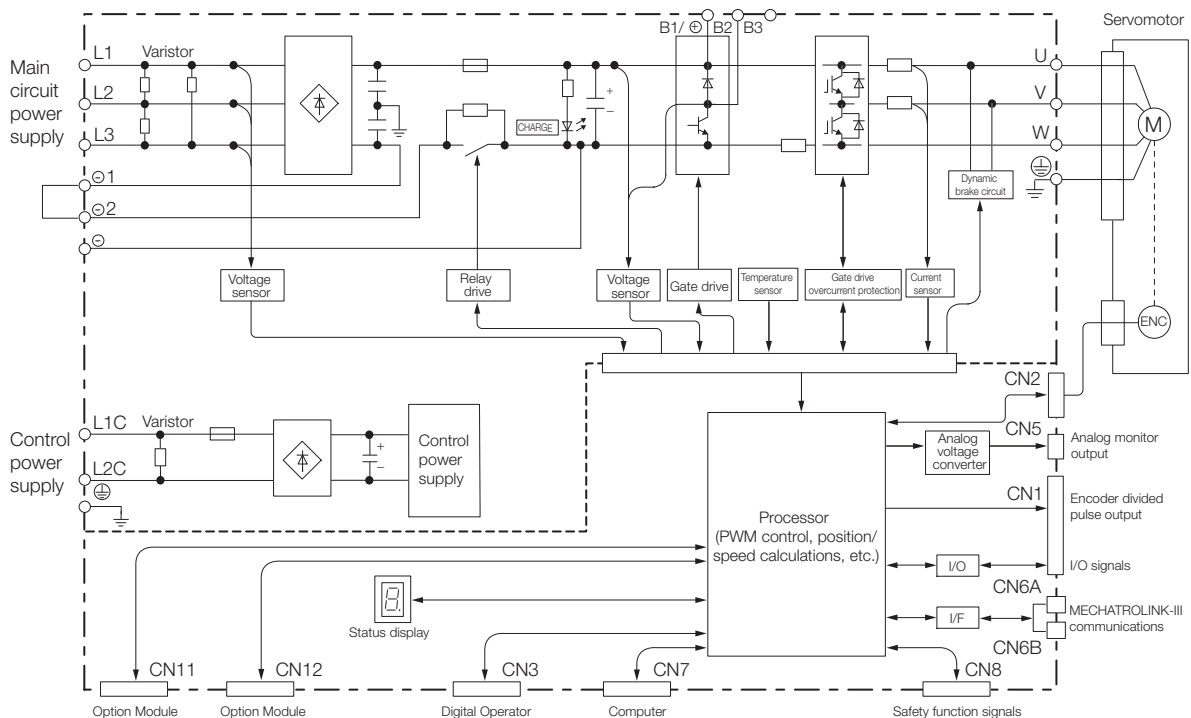 B1/ ⊕ B2 B3
Servomotor
Main
circuit
power
supply
L1
Varistor
L2
L3
⊖1
⊖2
⊖
CHARGE
+
−
U
V
W
M
Dynamic
brake circuit
Voltage
sensor
Relay
drive
Voltage
sensor
Gate drive
Temperature
sensor
Gate drive
overcurrent protection
Current
sensor
ENC
CN2
Control
power
supply
L1C
Varistor
L2C
+
−
Control
power
supply
Analog
voltage
converter
CN5
Analog monitor
output
CN1
Encoder divided
pulse output
Processor
(PWM control, position/
speed calculations, etc.)
I/O
I/O signals
CN6A
I/F
MECHATROLINK-III
communications
CN6B
8.
Status display
CN11
CN12
CN3
CN7
CN8
Option Module
Option Module
Digital Operator
Computer
Safety function signals